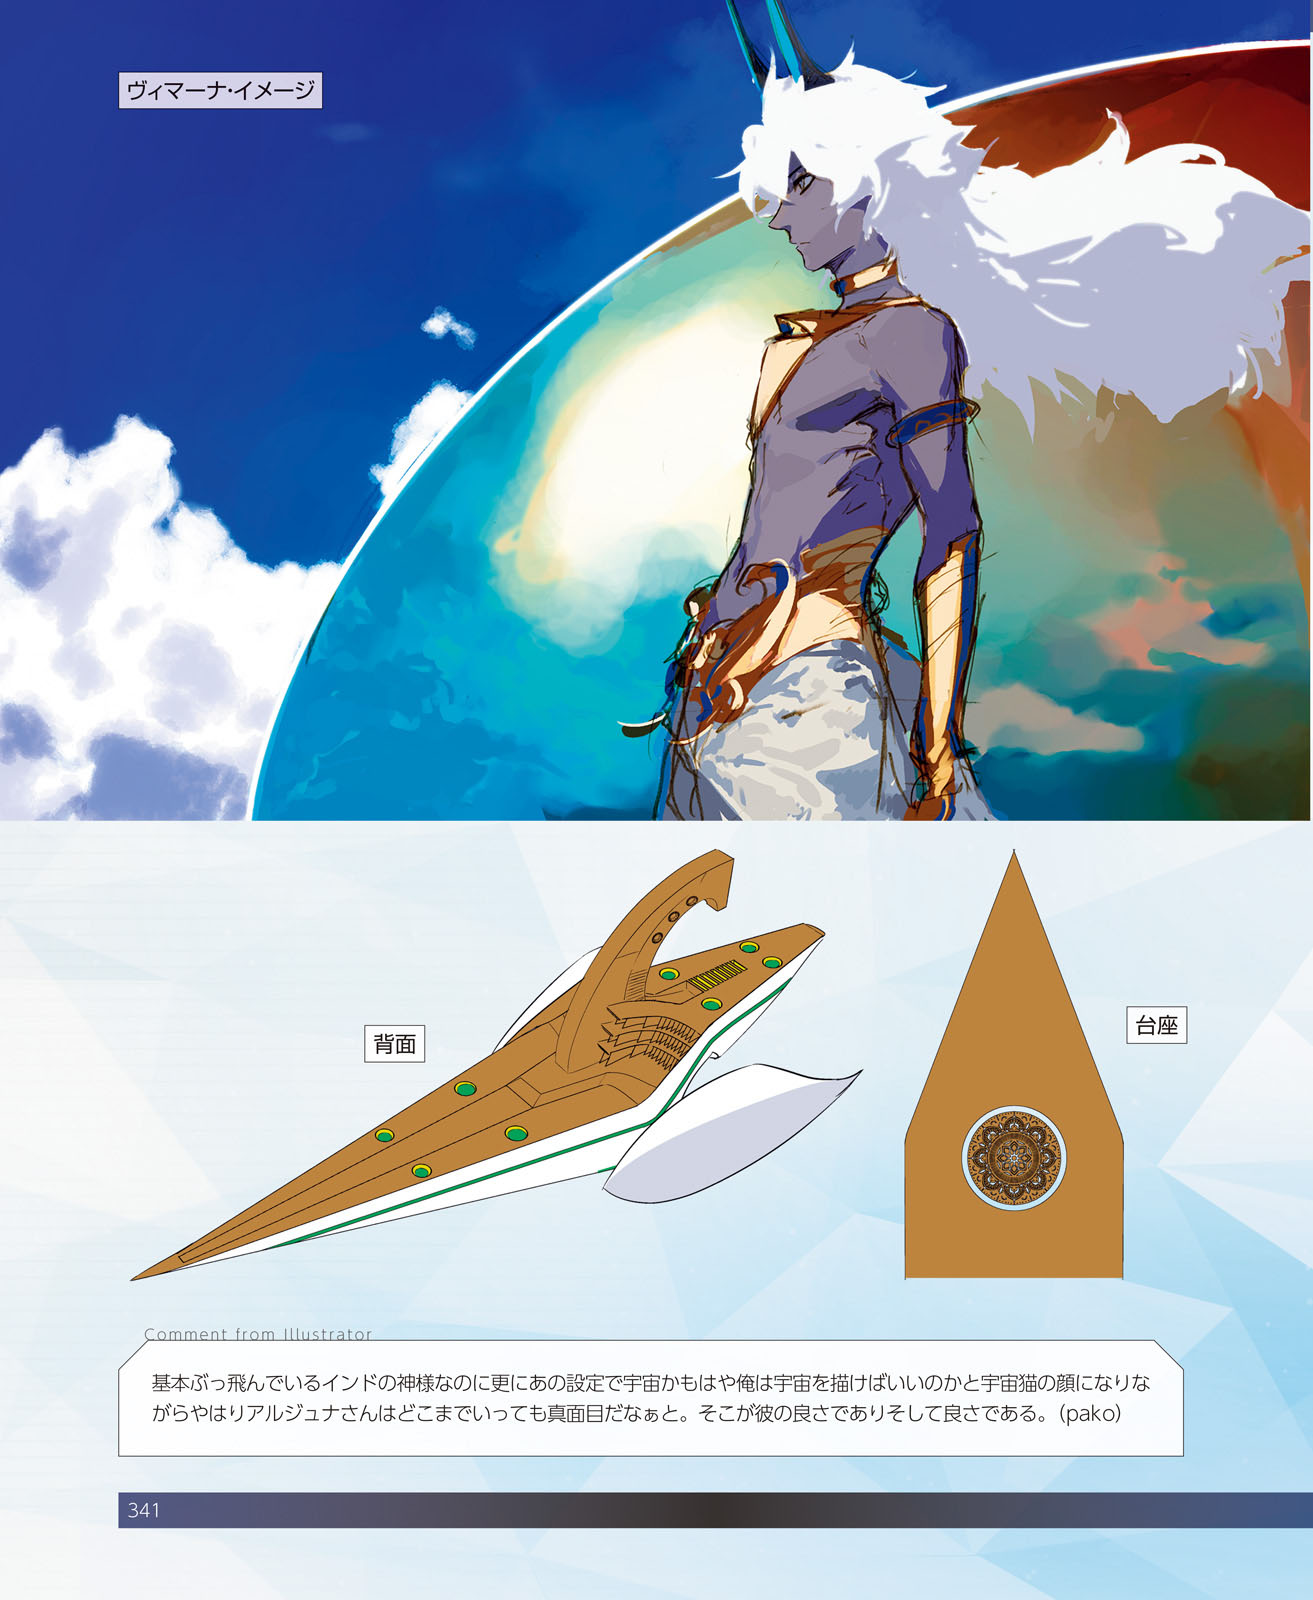 ヴィマーナ・イメージ
背面
台座
Comment from Illustrator
基本ぶっ飛んでいるインドの神様なのに更にあの設定で宇宙かもはや俺は宇宙を描けばいいのかと宇宙猫の顔になりな
がらやはりアルジュナさんはどこまでいっても真面目だなぁと。そこが彼の良さでありそして良さである。（pako）
341